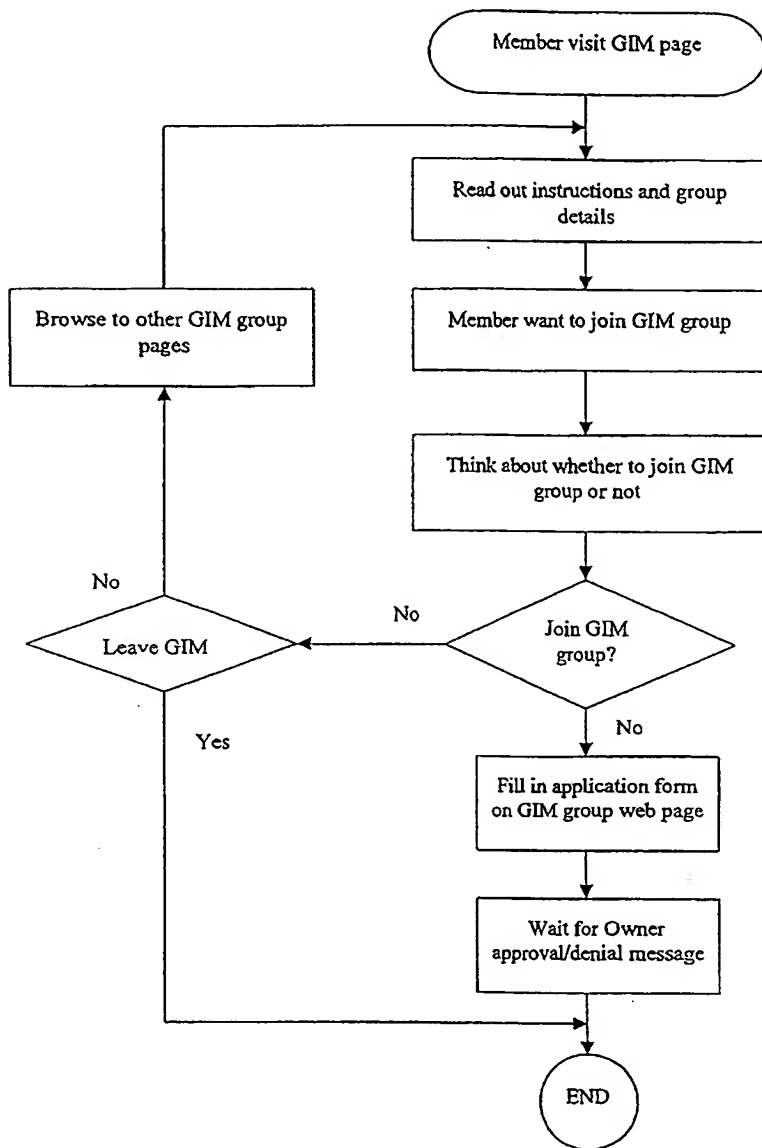 Member visit GIM page
Read out instructions and group
details
Browse to other GIM group
pages
Member want to join GIM group
Think about whether to join GIM
group or not
No
No
Leave GIM
Join GIM
group?
Yes
No
Fill in application form
on GIM group web page
Wait for Owner
approval/denial message
END